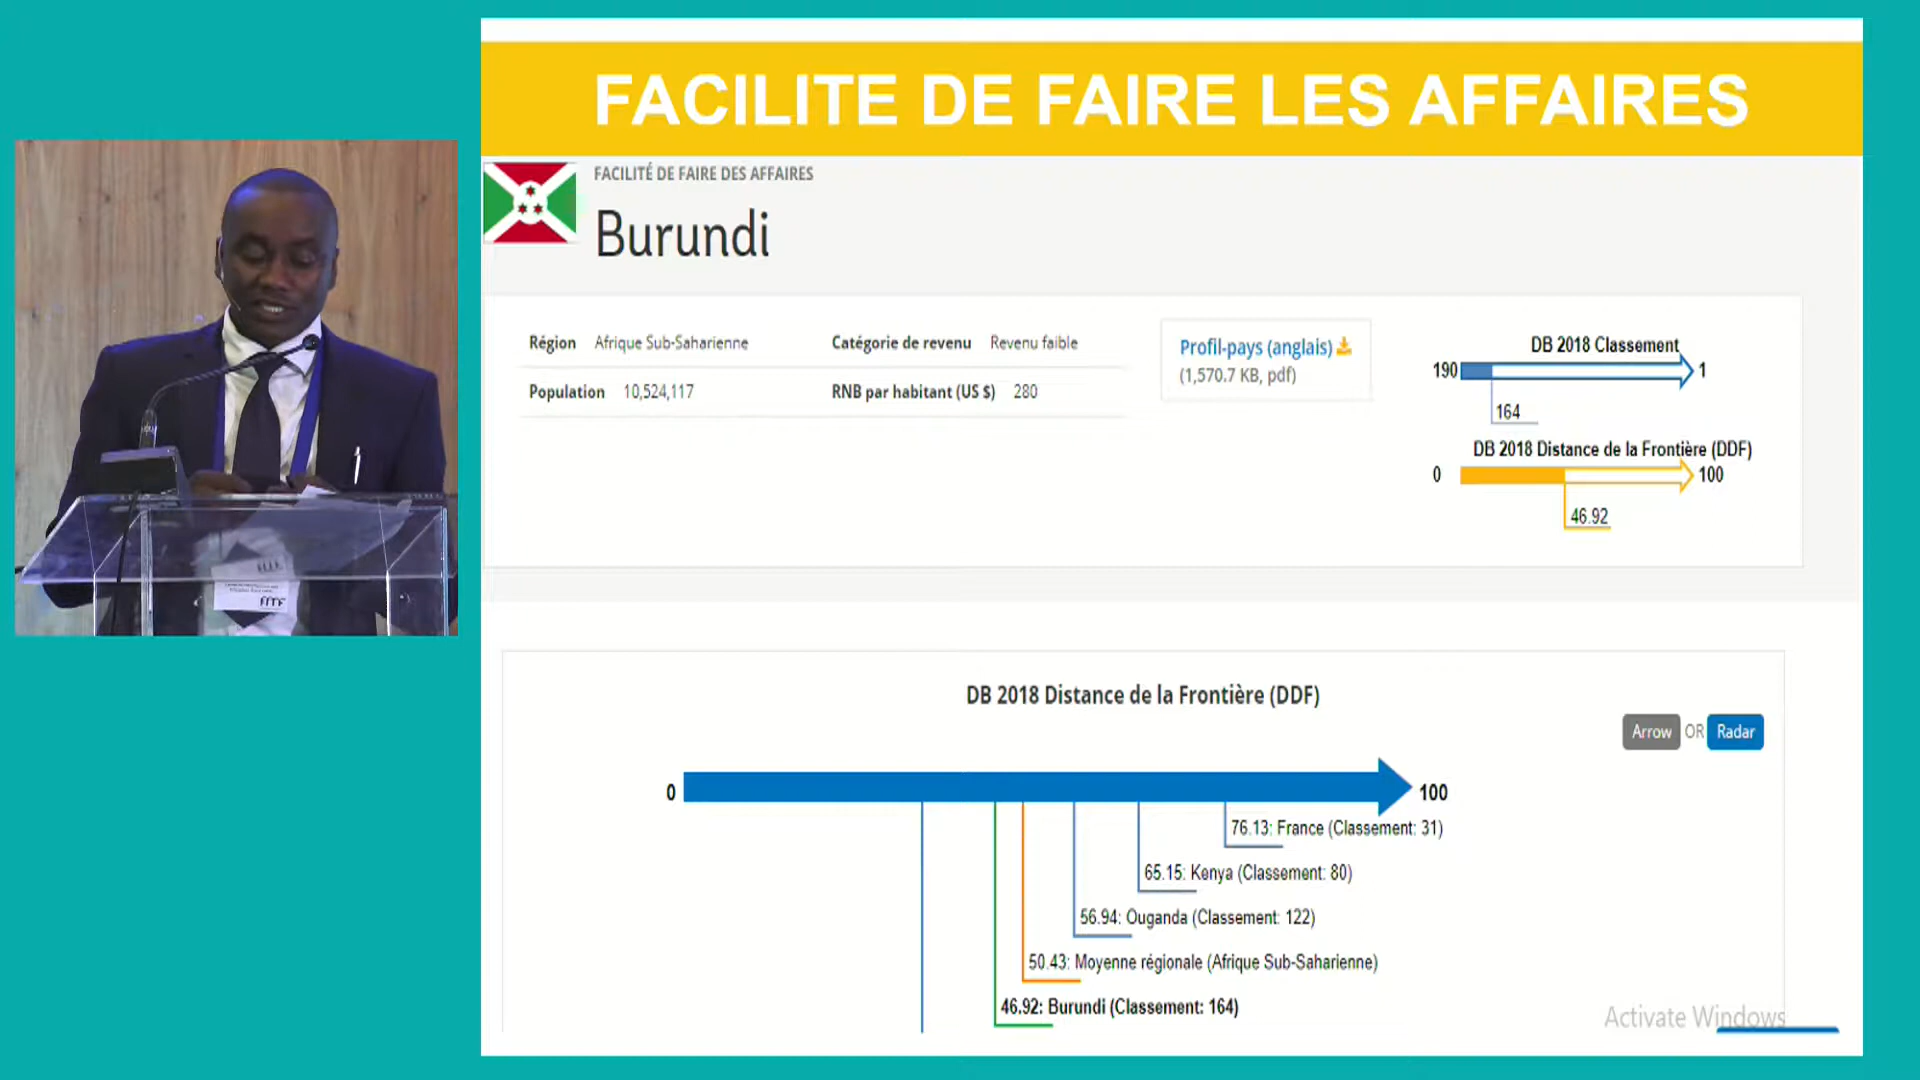 FACILITE DE FAIRE LES AFFAIRES
FACILITÉ DE FAIRE DES AFFAIRES
Burundi
Région Afrique Sub-Saharienne
Catégorie de revenu Revenu faible
Population 10,524,117
RNB par habitant (US $) 280
Profil-pays (anglais)
(1,570.7 KB, pdf)
DB 2018 Classement
190 1
164
DB 2018 Distance de la Frontière (DDF)
0 100
46.92
DB 2018 Distance de la Frontière (DDF)
Arrow OR Radar
0 100
76.13: France (Classement: 31)
65.15: Kenya (Classement: 80)
56.94: Ouganda (Classement: 122)
50.43: Moyenne régionale (Afrique Sub-Saharienne)
46.92: Burundi (Classement: 164)
Activate Windows